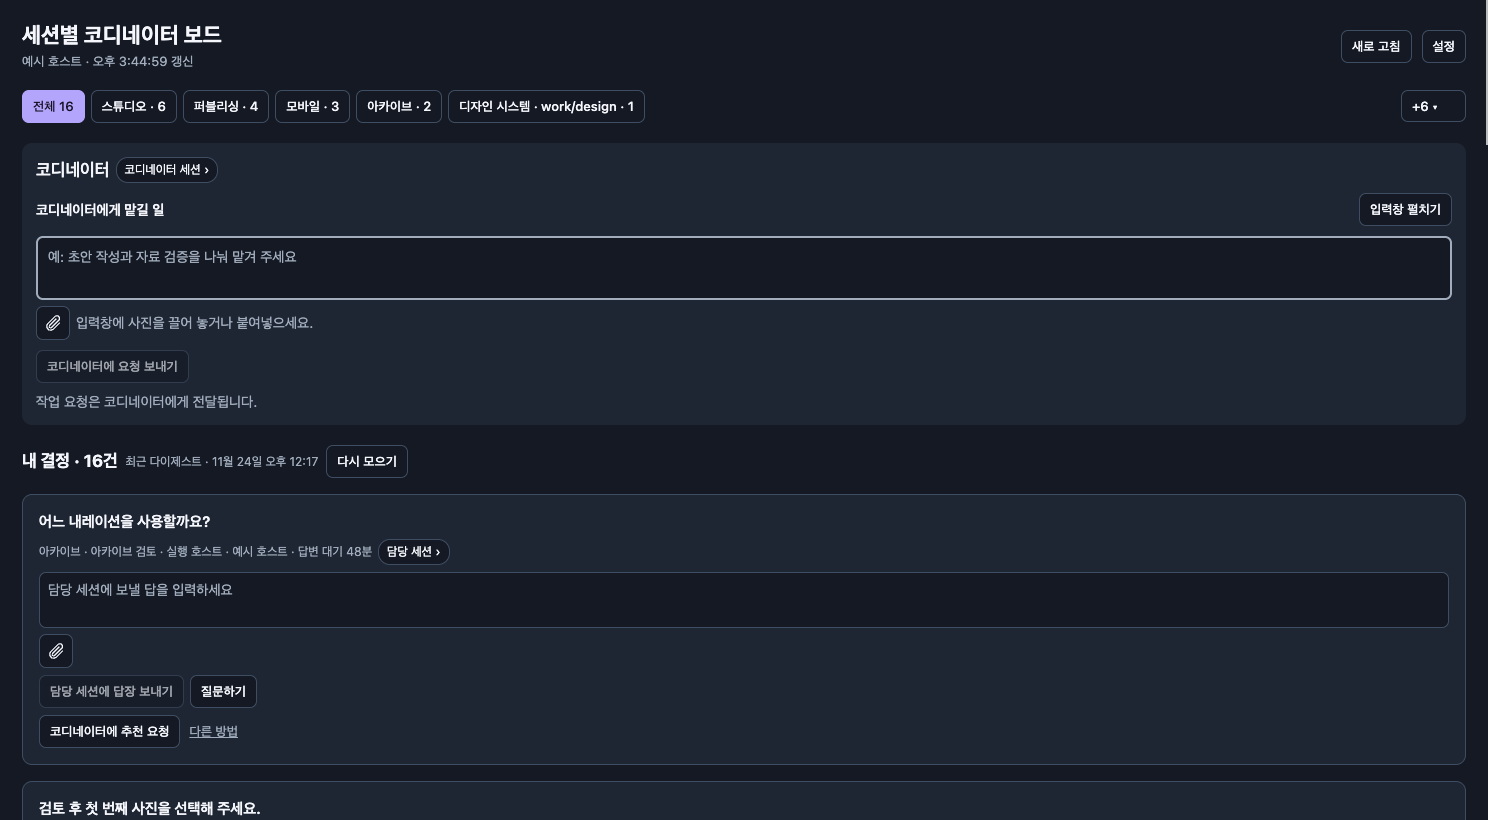 세션별 코디네이터 보드
예시 호스트 · 오후 3:44:59 갱신
새로 고침
설정
전체 16
스튜디오 · 6
퍼블리싱 · 4
모바일 · 3
아카이브 · 2
디자인 시스템 · work/design · 1
+6 ▾
코디네이터
코디네이터 세션 ›
코디네이터에게 맡길 일
입력창 펼치기
예: 초안 작성과 자료 검증을 나눠 맡겨 주세요
입력창에 사진을 끌어 놓거나 붙여넣으세요.
코디네이터에 요청 보내기
작업 요청은 코디네이터에게 전달됩니다.
내 결정 · 16건
최근 다이제스트 · 11월 24일 오후 12:17
다시 모으기
어느 내레이션을 사용할까요?
아카이브 · 아카이브 검토 · 실행 호스트 · 예시 호스트 · 답변 대기 48분
담당 세션 ›
담당 세션에 보낼 답을 입력하세요
담당 세션에 답장 보내기
질문하기
코디네이터에 추천 요청
다른 방법
검토 후 첫 번째 사진을 선택해 주세요.